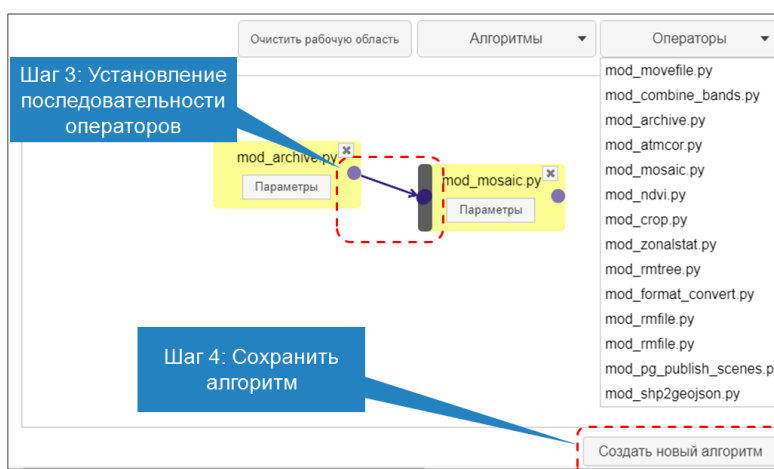 Очистить рабочую область
Алгоритмы
Операторы
Шаг 3: Установление
последовательности
операторов
mod_archive.py
Параметры
mod_mosaic.py
Параметры
mod_movefile.py
mod_combine_bands.py
mod_archive.py
mod_atmcor.py
mod_mosaic.py
mod_ndvi.py
mod_crop.py
mod_zonalstat.py
mod_rmtree.py
mod_format_convert.py
mod_rmfile.py
mod_rmfile.py
mod_pg_publish_scenes.p
mod_shp2geojson.py
Шаг 4: Сохранить
алгоритм
Создать новый алгоритм